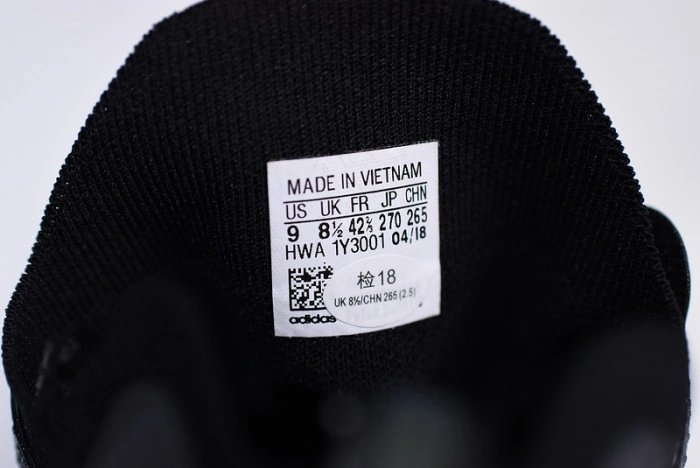 MADE IN VIETNAM
US UK FR JP CHN
9 8½ 42⅔ 270 265
HWA 1Y3001 04/18
检18
UK 8½/CHN 265 (2.5)
adidas